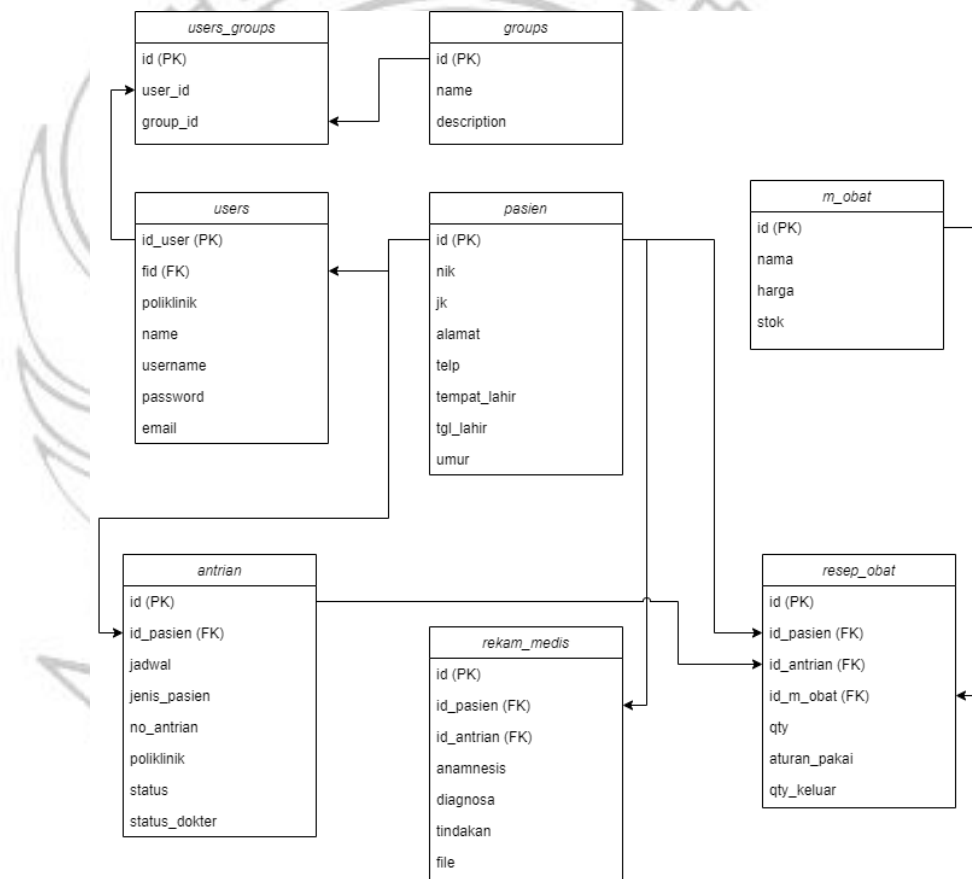 users_groups
id (PK)
user_id
group_id
groups
id (PK)
name
description
users
id_user (PK)
fid (FK)
poliklinik
name
username
password
email
pasien
id (PK)
nik
jk
alamat
telp
tempat_lahir
tgl_lahir
umur
m_obat
id (PK)
nama
harga
stok
antrian
id (PK)
id_pasien (FK)
jadwal
jenis_pasien
no_antrian
poliklinik
status
status_dokter
rekam_medis
id (PK)
id_pasien (FK)
id_antrian (FK)
anamnesis
diagnosa
tindakan
file
resep_obat
id (PK)
id_pasien (FK)
id_antrian (FK)
id_m_obat (FK)
qty
aturan_pakai
qty_keluar